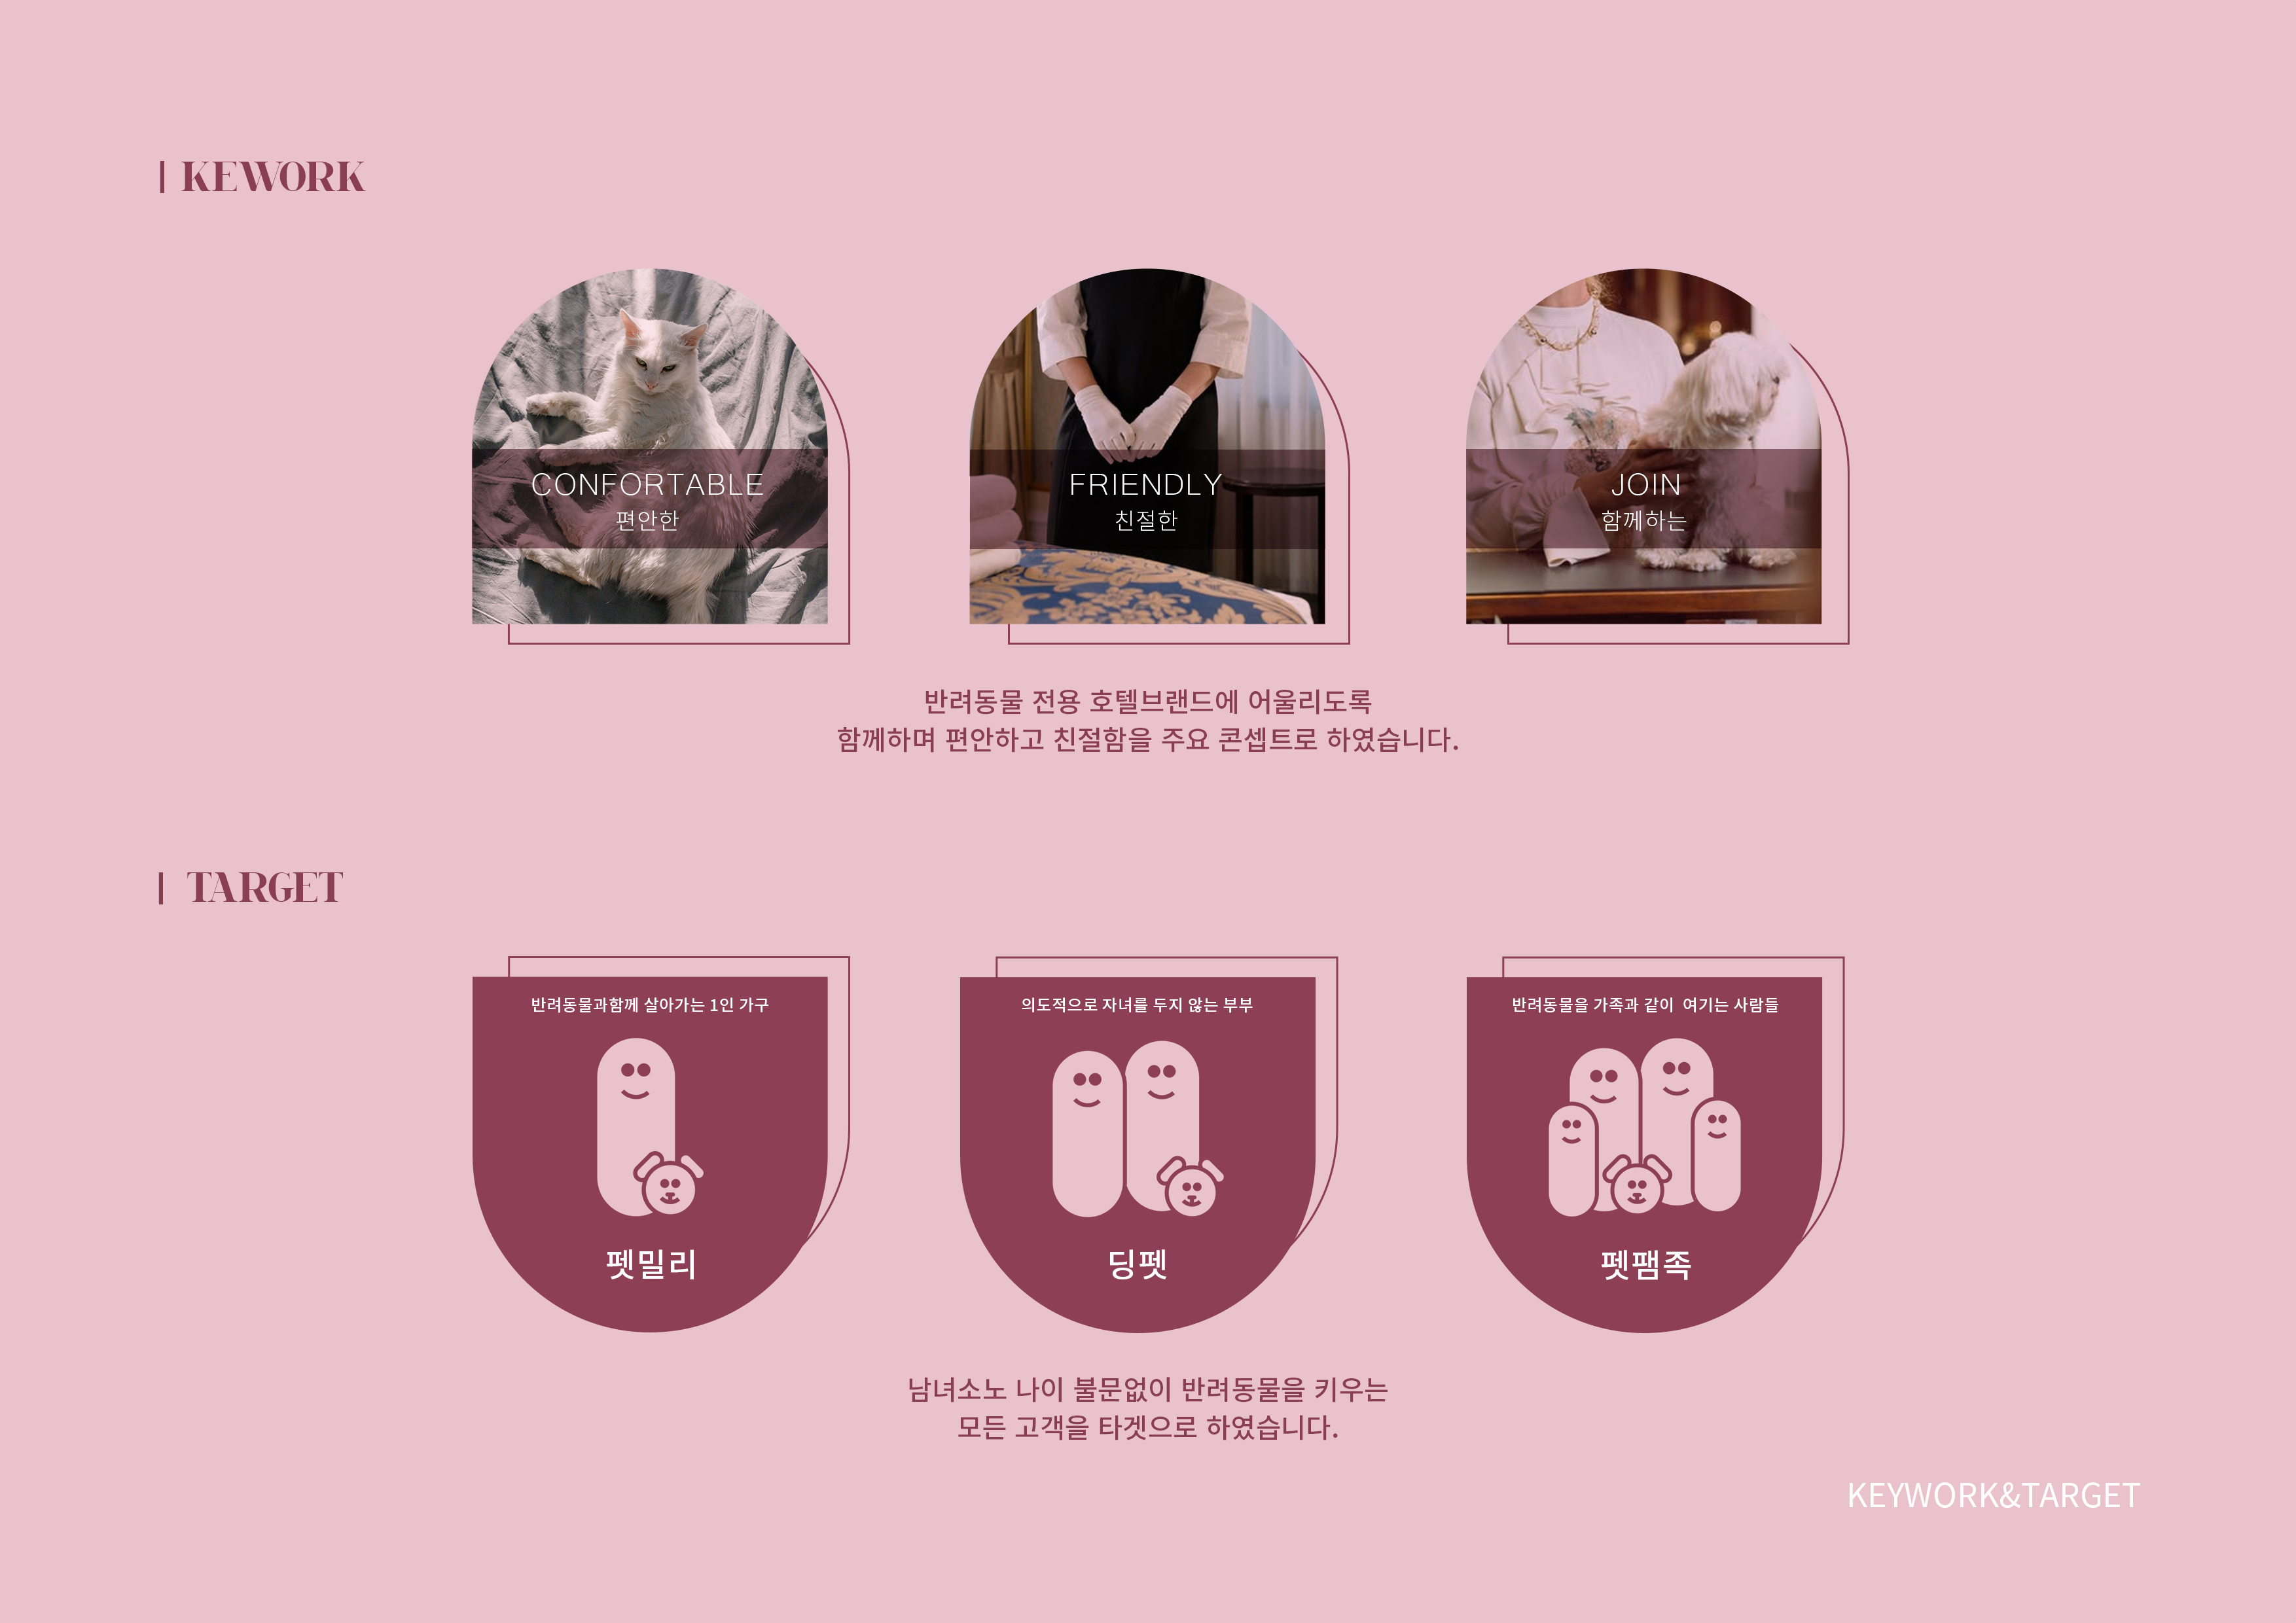 KEWORK
CONFORTABLE
편안한
FRIENDLY
친절한
JOIN
함께하는
반려동물 전용 호텔브랜드에 어울리도록
함께하며 편안하고 친절함을 주요 콘셉트로 하였습니다.
TARGET
반려동물과함께 살아가는 1인 가구
펫밀리
의도적으로 자녀를 두지 않는 부부
딩펫
반려동물을 가족과 같이 여기는 사람들
펫팸족
남녀소노 나이 불문없이 반려동물을 키우는
모든 고객을 타겟으로 하였습니다.
KEYWORK&TARGET